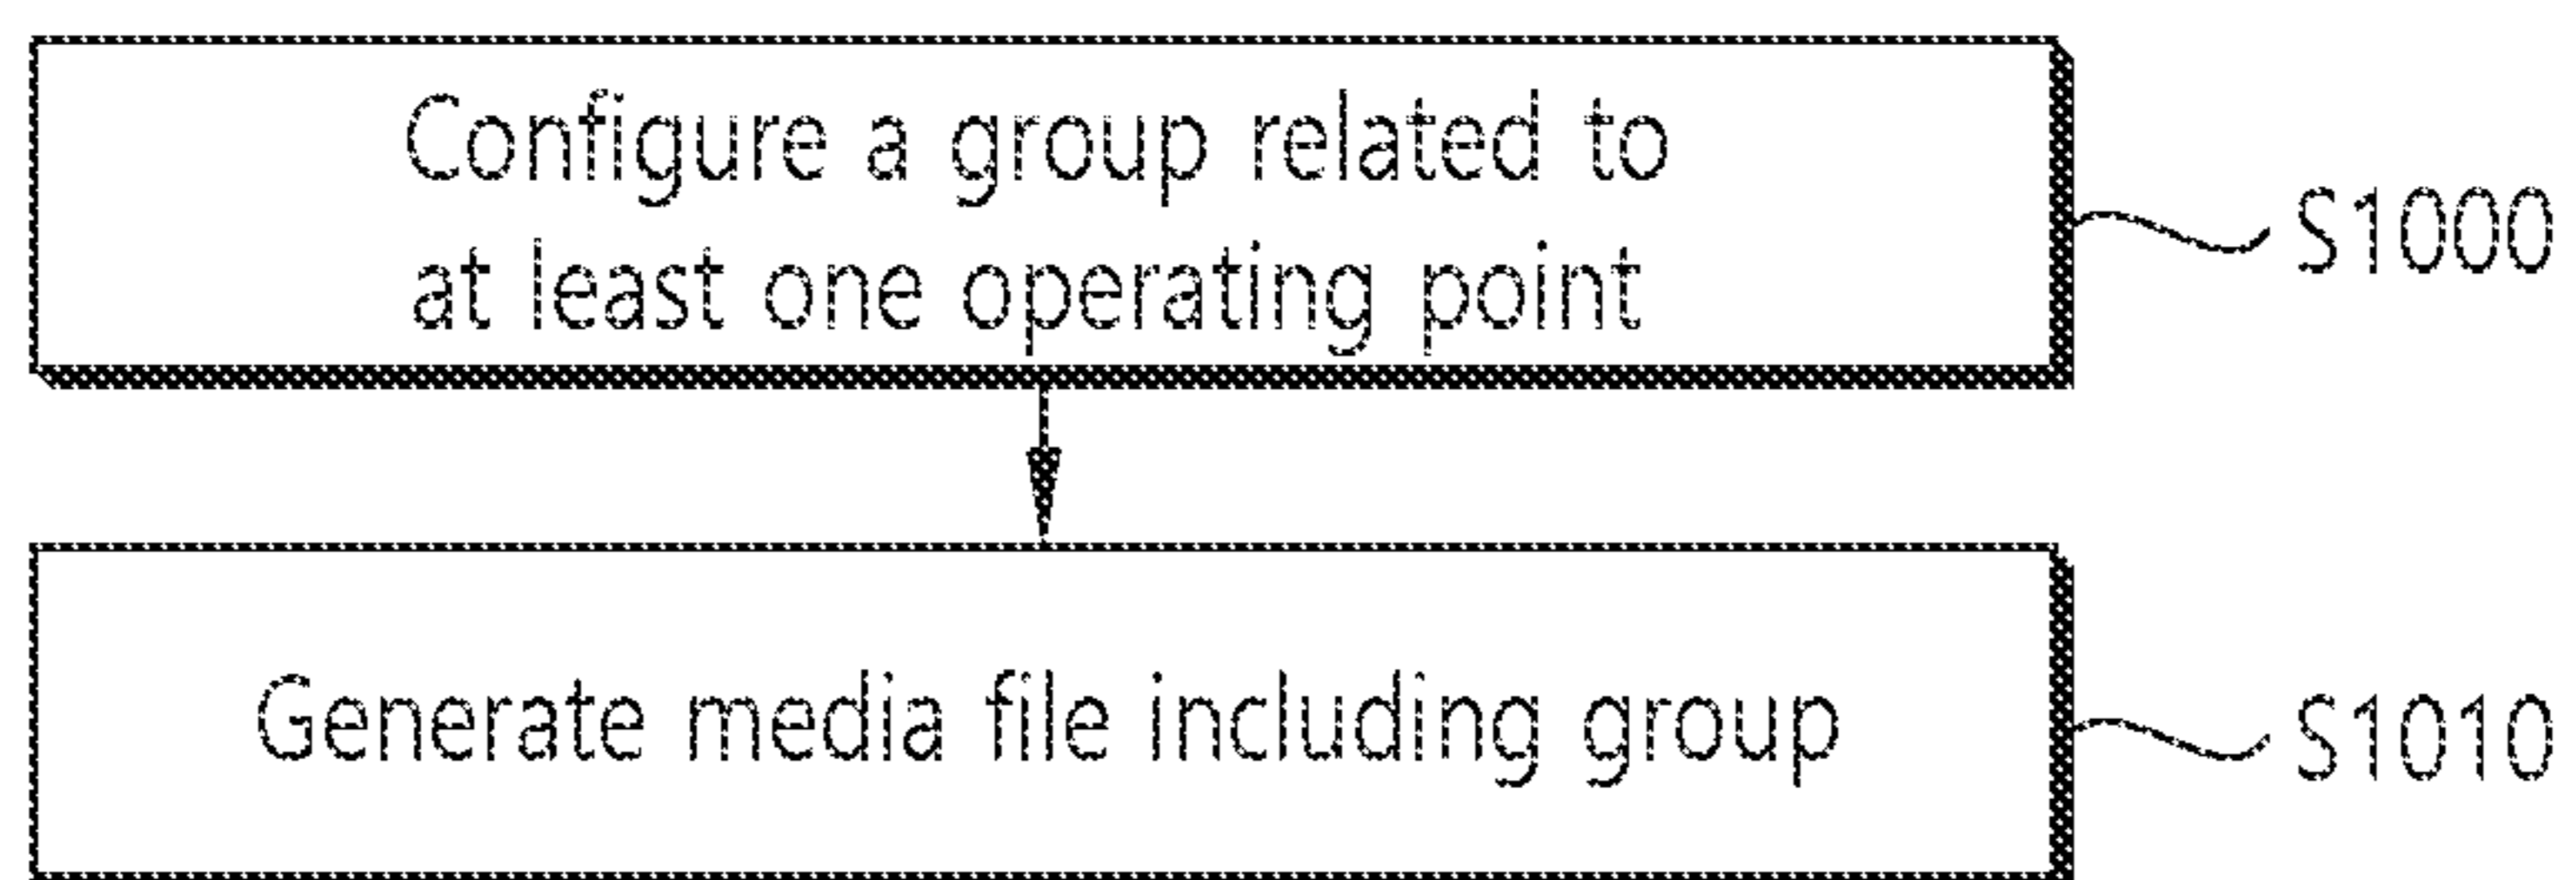 Configure a group related to
at least one operating point
S1000
Generate media file including group
S1010